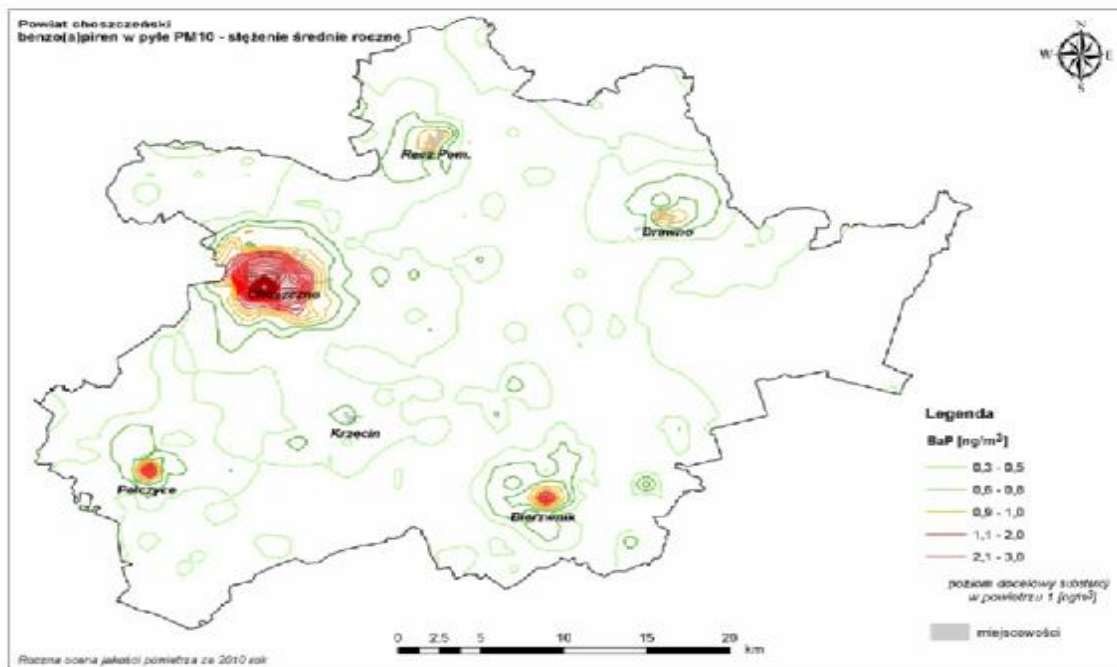 Powiat choszczeński
benzo(a)piren w pyle PM10 - stężenie średnie roczne
N
W
E
S
Recz Pom.
Drawno
Choszczno
Krzęcin
Pełczyce
Bierzwnik
Legenda
BaP [ng/m³]
0,3 - 0,5
0,6 - 0,8
0,9 - 1,0
1,1 - 2,0
2,1 - 3,0
poziom docelowy substancji
w powietrzu 1 [ng/m³]
miejscowości
0 2,5 5 10 15 20
km
Roczna ocena jakości powietrza za 2010 rok